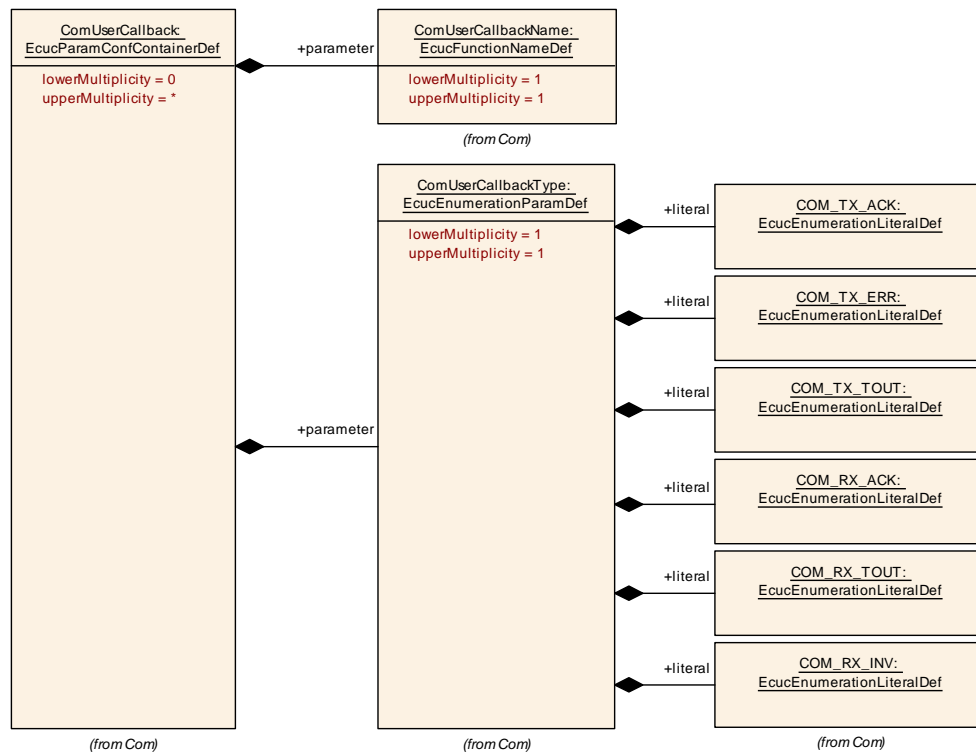 ComUserCallback:
EcucParamConfContainerDef
lowerMultiplicity = 0
upperMultiplicity = *
+parameter
ComUserCallbackName:
EcucFunctionNameDef
lowerMultiplicity = 1
upperMultiplicity = 1
(from Com)
+parameter
ComUserCallbackType:
EcucEnumerationParamDef
lowerMultiplicity = 1
upperMultiplicity = 1
+literal
COM_TX_ACK:
EcucEnumerationLiteralDef
+literal
COM_TX_ERR:
EcucEnumerationLiteralDef
+literal
COM_TX_TOUT:
EcucEnumerationLiteralDef
+literal
COM_RX_ACK:
EcucEnumerationLiteralDef
+literal
COM_RX_TOUT:
EcucEnumerationLiteralDef
+literal
COM_RX_INV:
EcucEnumerationLiteralDef
(from Com)
(from Com)
(from Com)